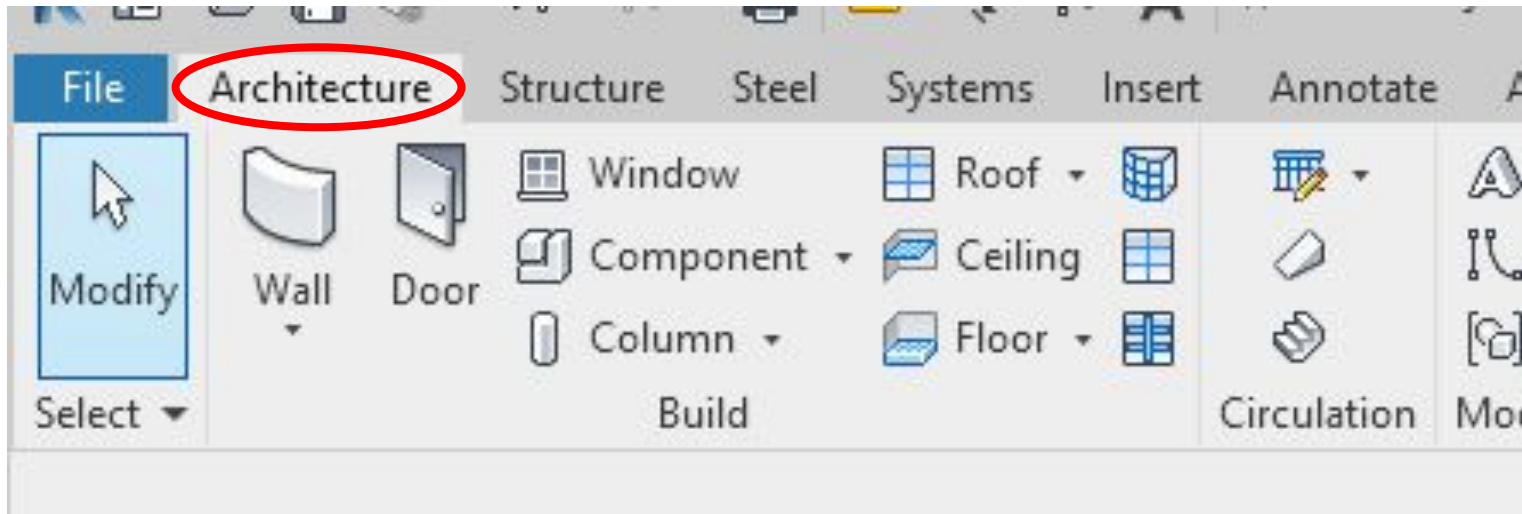 File Architecture Structure Steel Systems Insert Annotate
Modify Wall Door Window Roof
Component Ceiling
Column Floor
Select Build Circulation